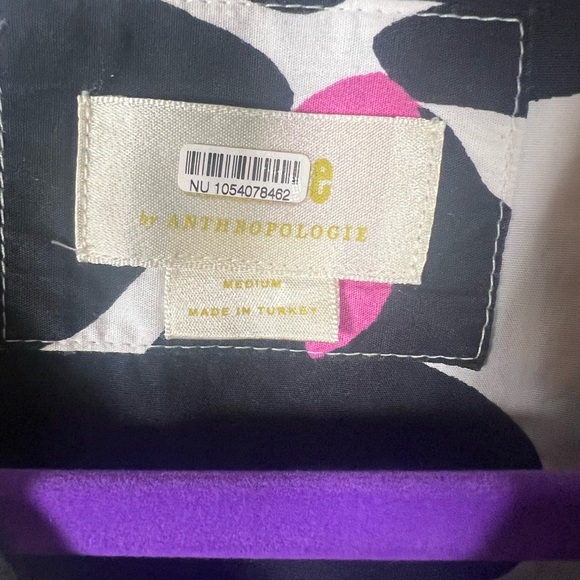 NU 1054078462
e
by ANTHROPOLOGIE
MEDIUM
MADE IN TURKEY